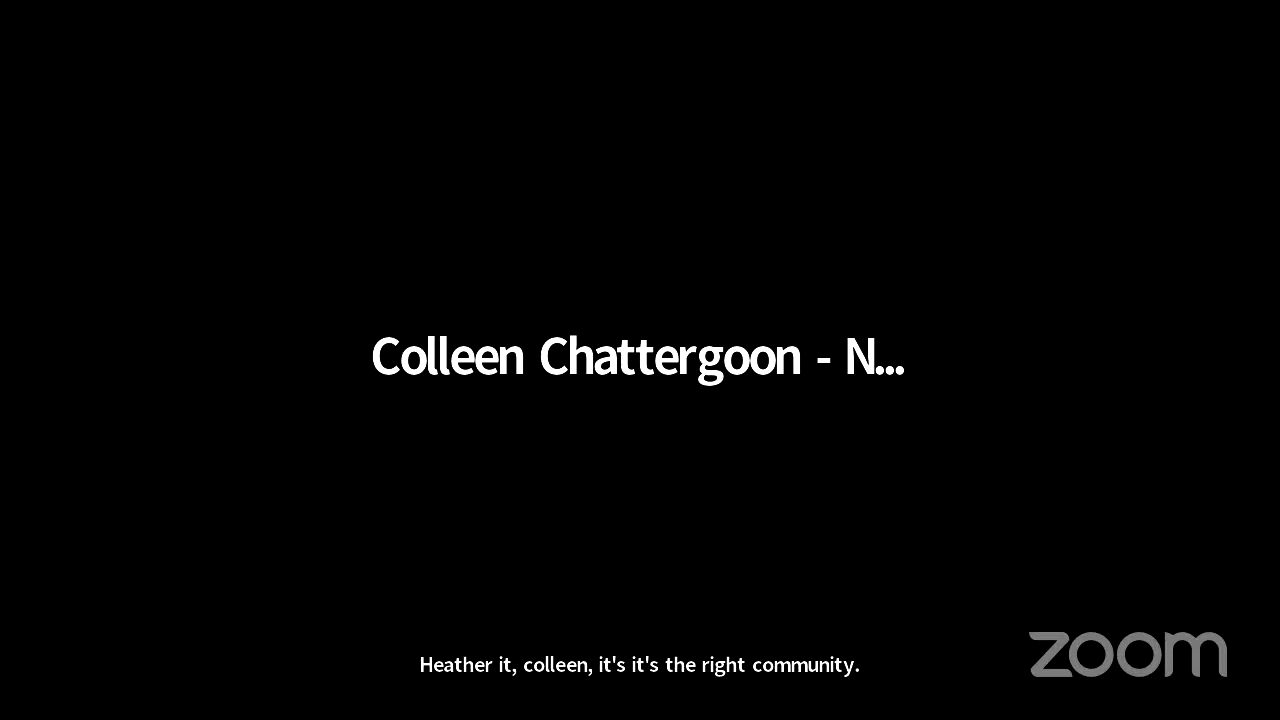 Colleen Chattergoon - N...
Heather it, colleen, it's it's the right community.
zoom